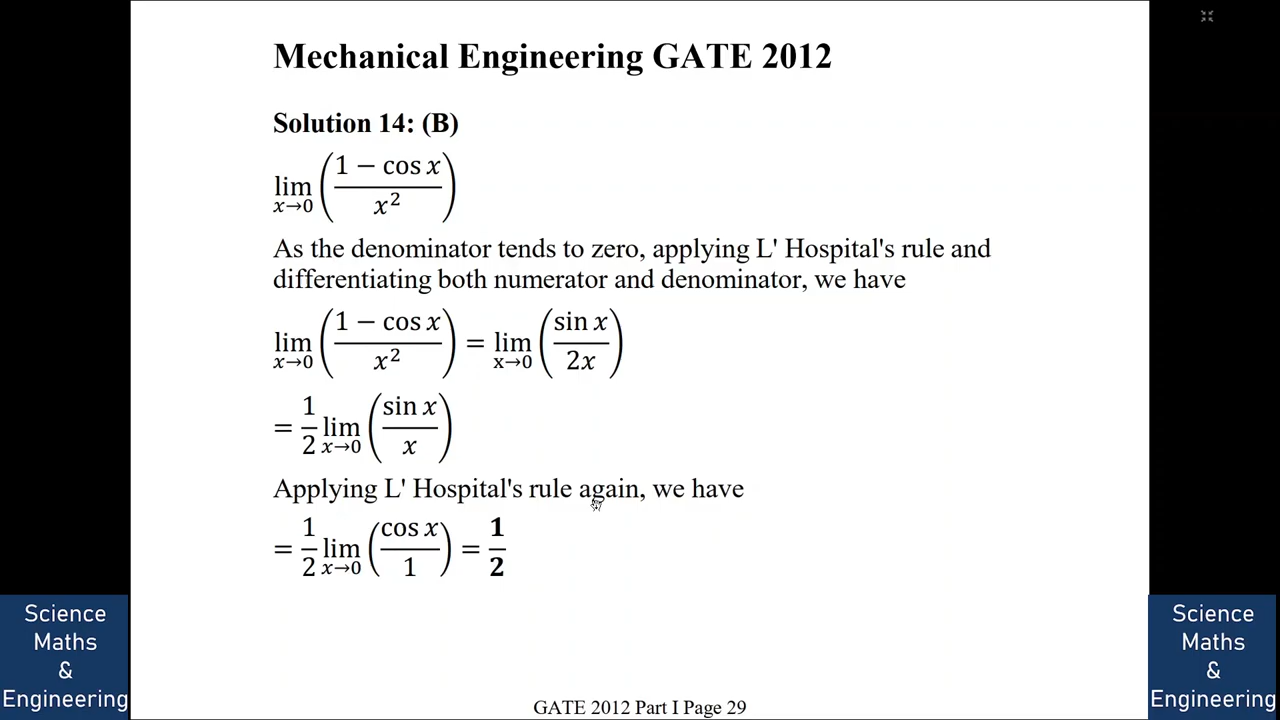 Mechanical Engineering GATE 2012
Solution 14: (B)
lim x→0 (1 − cos x / x²)
As the denominator tends to zero, applying L' Hospital's rule and
differentiating both numerator and denominator, we have
lim x→0 (1 − cos x / x²) = lim x→0 (sin x / 2x)
= 1/2 lim x→0 (sin x / x)
Applying L' Hospital's rule again, we have
= 1/2 lim x→0 (cos x / 1) = 1/2
Science
Maths
&
Engineering
Science
Maths
&
Engineering
GATE 2012 Part I Page 29